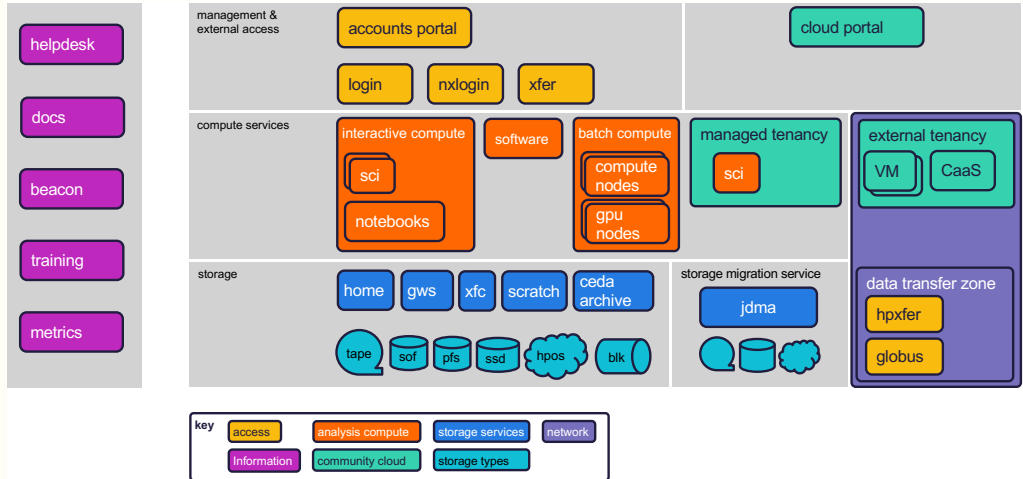 helpdesk
docs
beacon
training
metrics
management &
external access
accounts portal
login
nxlogin
xfer
cloud portal
compute services
interactive compute
sci
notebooks
software
batch compute
compute
nodes
gpu
nodes
managed tenancy
sci
external tenancy
VM
CaaS
storage
home
gws
xfc
scratch
ceda
archive
tape
sof
pfs
ssd
hpos
blk
storage migration service
jdma
data transfer zone
hpxfer
globus
key
access
analysis compute
storage services
network
Information
community cloud
storage types